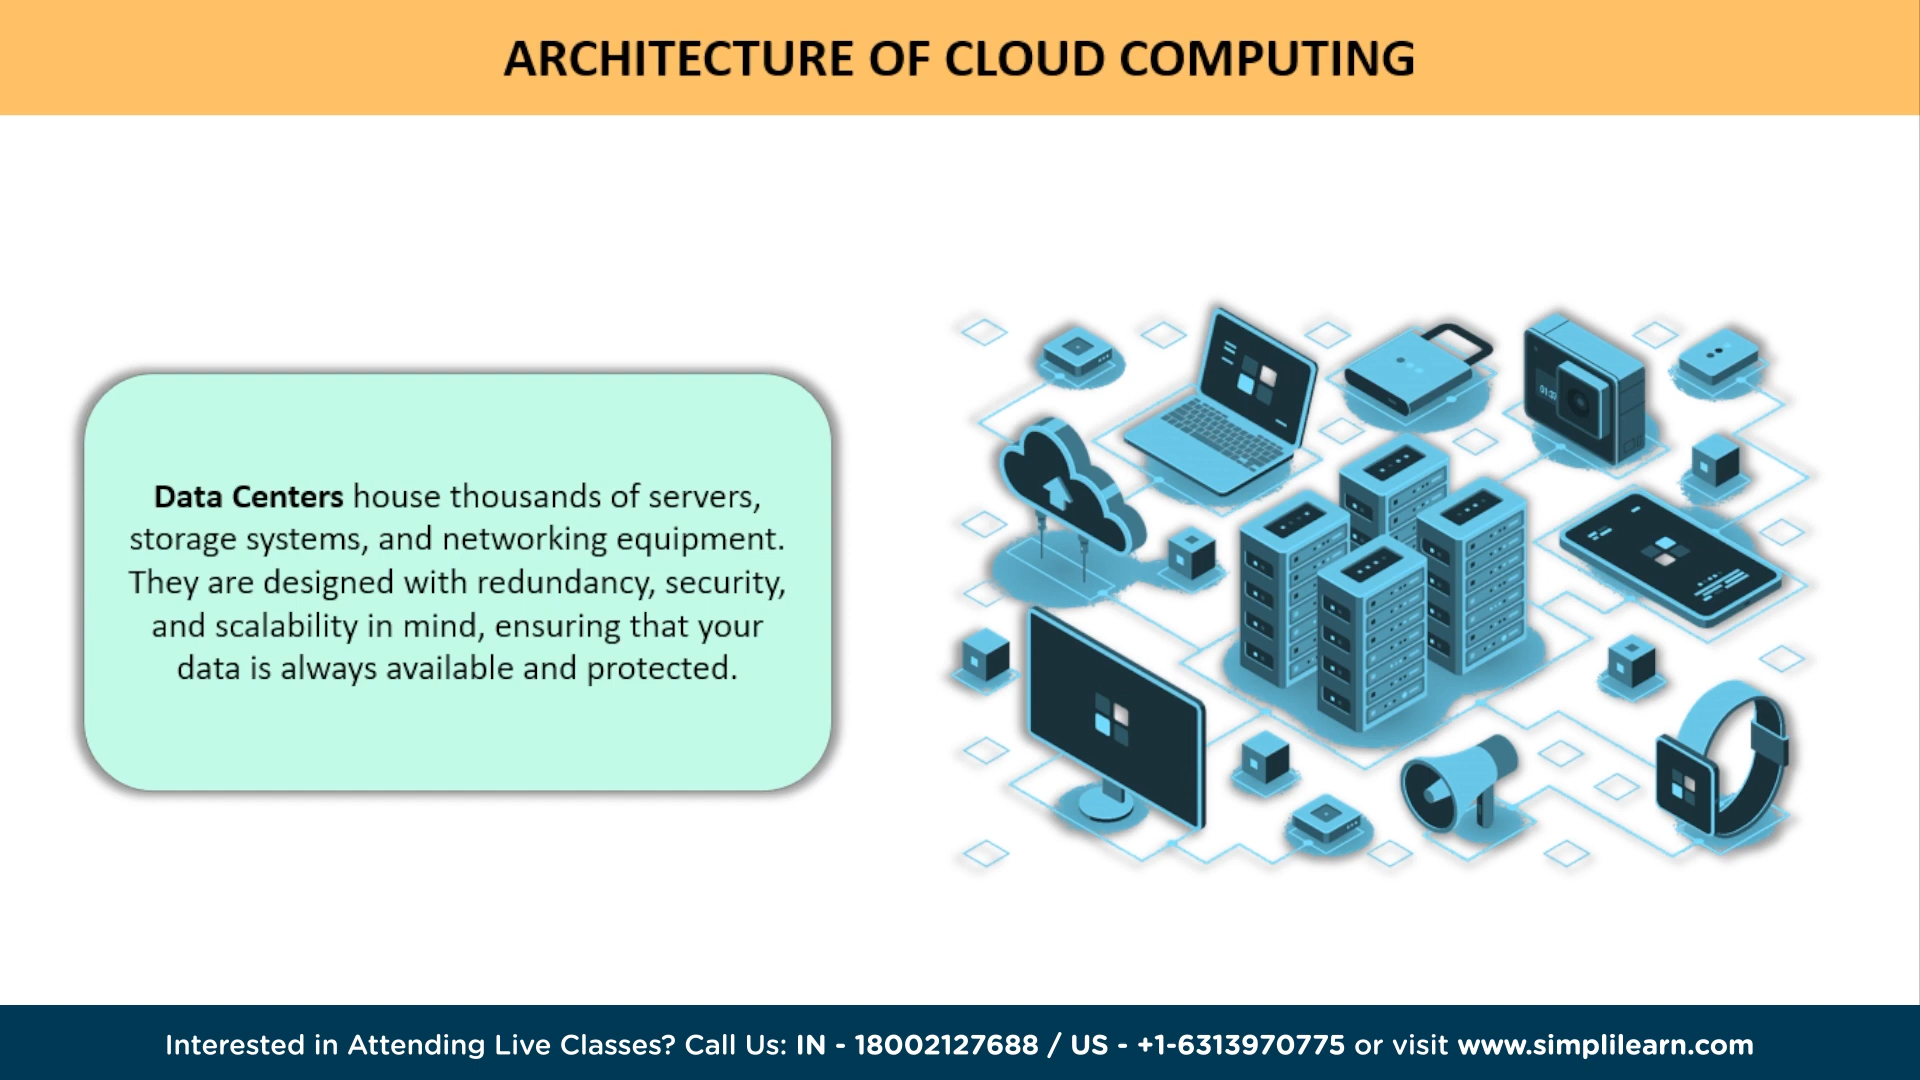 ARCHITECTURE OF CLOUD COMPUTING
Data Centers house thousands of servers,
storage systems, and networking equipment.
They are designed with redundancy, security,
and scalability in mind, ensuring that your
data is always available and protected.
Interested in Attending Live Classes? Call Us: IN - 18002127688 / US - +1-6313970775 or visit www.simplilearn.com